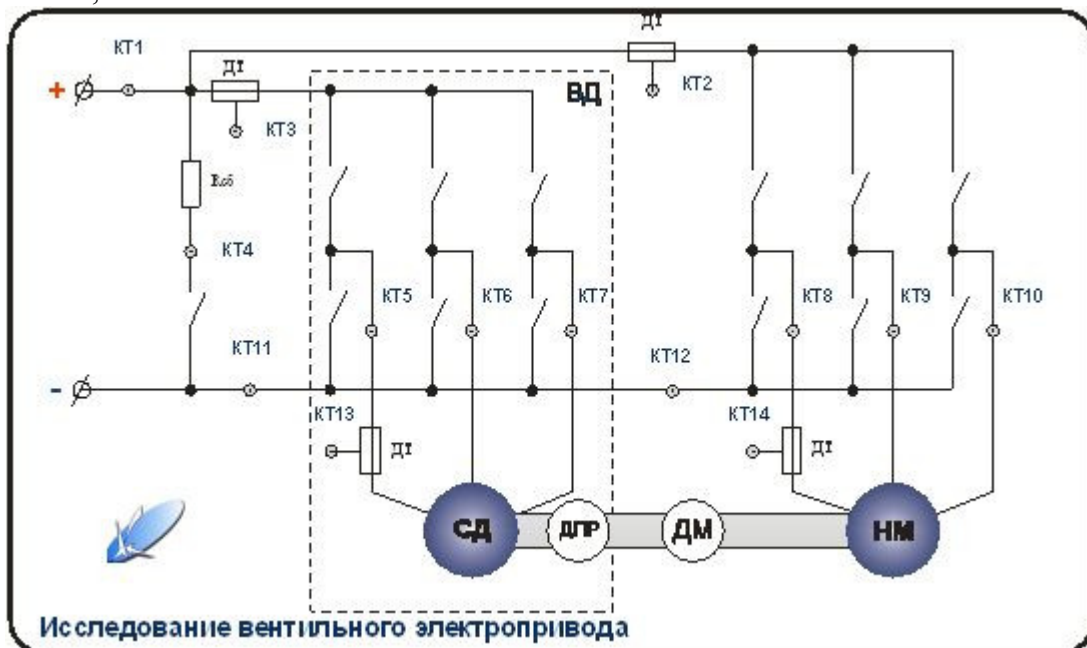 ДТ
КТ1
ДТ
ВД
КТ2
+
КТ3
Rсб
КТ4
КТ5
КТ6
КТ7
КТ8
КТ9
КТ10
КТ11
КТ12
-
КТ13
КТ14
ДТ
ДТ
СД
ДПР
ДМ
НМ
Исследование вентильного электропривода